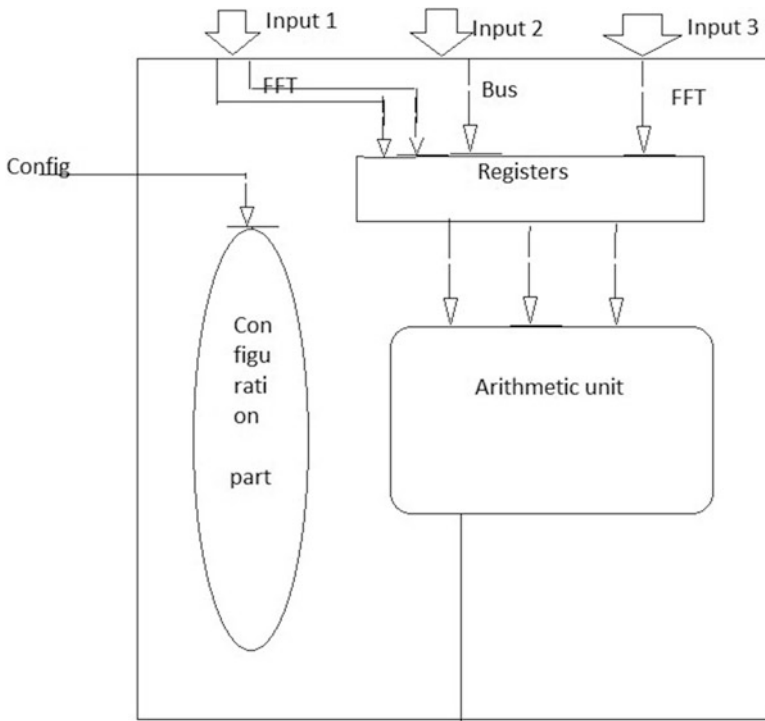 Input 1
Input 2
Input 3
FFT
Bus
FFT
Config
Registers
Con
figu
rati
on
part
Arithmetic unit